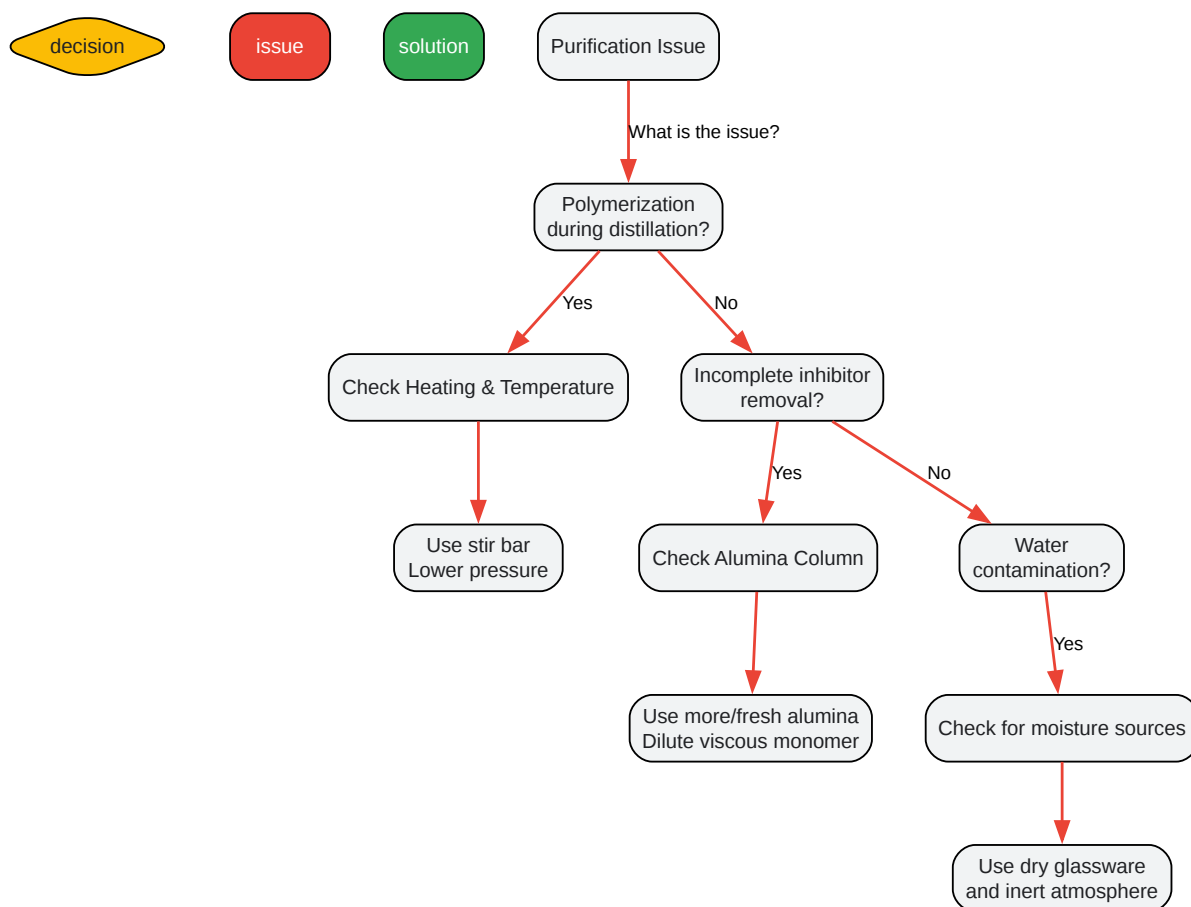 decision
issue
solution
Purification Issue
What is the issue?
Polymerization
during distillation?
Yes
No
Check Heating & Temperature
Incomplete inhibitor
removal?
Yes
No
Use stir bar
Lower pressure
Check Alumina Column
Water
contamination?
Yes
Use more/fresh alumina
Dilute viscous monomer
Check for moisture sources
Use dry glassware
and inert atmosphere